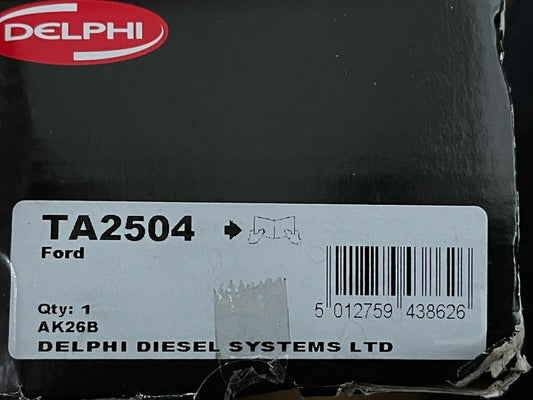 DELPHI
TA2504
Ford
5 012759 438626
Qty: 1
AK26B
DELPHI DIESEL SYSTEMS LTD